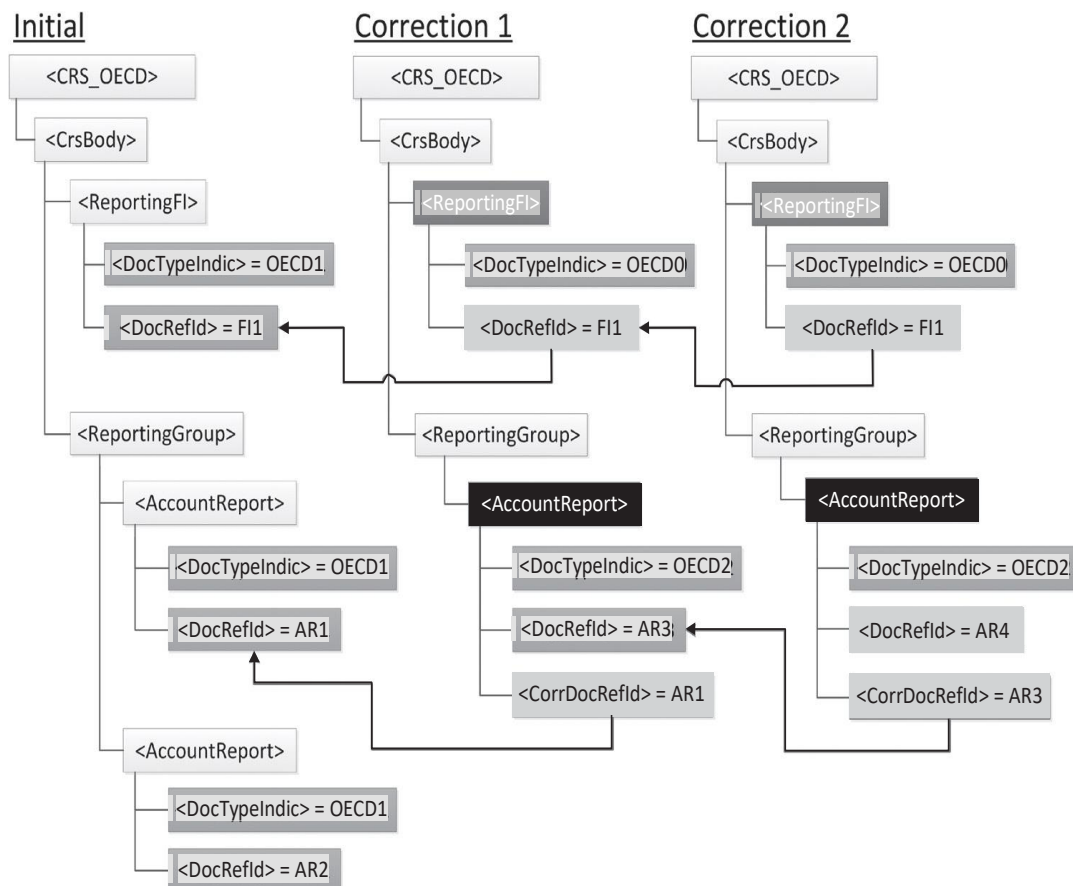 Initial
<CRS_OECD>
<CrsBody>
<ReportingFI>
<DocTypeIndic> = OECD1
<DocRefId> = FI1
<ReportingGroup>
<AccountReport>
<DocTypeIndic> = OECD1
<DocRefId> = AR1
<AccountReport>
<DocTypeIndic> = OECD1
<DocRefId> = AR2
Correction 1
<CRS_OECD>
<CrsBody>
<ReportingFI>
<DocTypeIndic> = OECD0
<DocRefId> = FI1
<ReportingGroup>
<AccountReport>
<DocTypeIndic> = OECD2
<DocRefId> = AR3
<CorrDocRefId> = AR1
Correction 2
<CRS_OECD>
<CrsBody>
<ReportingFI>
<DocTypeIndic> = OECD0
<DocRefId> = FI1
<ReportingGroup>
<AccountReport>
<DocTypeIndic> = OECD2
<DocRefId> = AR4
<CorrDocRefId> = AR3